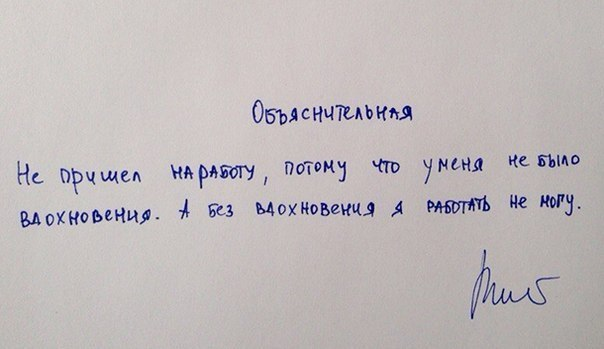 Объяснительная
Не пришел на работу, потому что у меня не было
вдохновения. А без вдохновения я работать не могу.